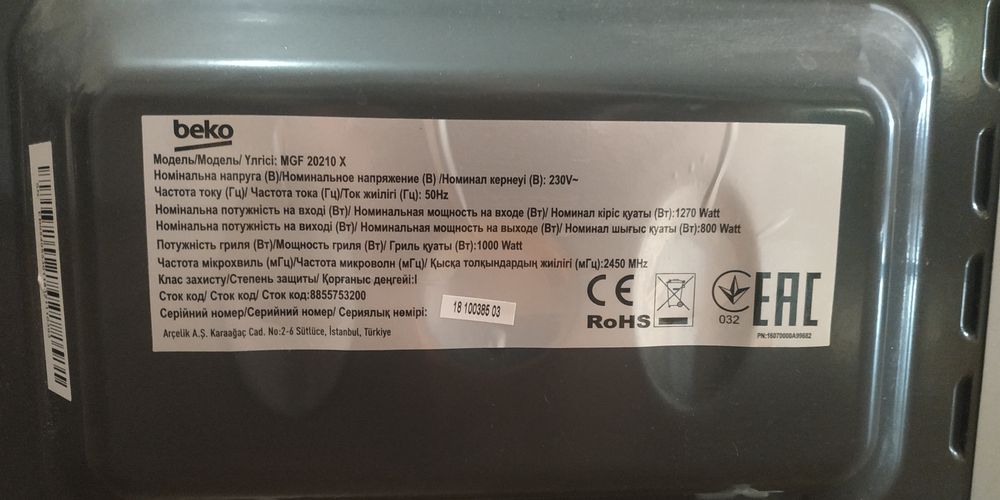 beko
Модель/Модель/ Үлгісі: MGF 20210 X
Номінальна напруга (В)/Номинальное напряжение (В) /Номинал кернеуі (В): 230V~
Частота току (Гц)/ Частота тока (Гц)/Ток жиілігі (Гц): 50Hz
Номінальна потужність на вході (Вт)/ Номинальная мощность на входе (Вт)/ Номинал кіріс қуаты (Вт):1270 Watt
Номінальна потужність на виході (Вт)/ Номинальная мощность на выходе (Вт)/ Номинал шығыс қуаты (Вт):800 Watt
Потужність гриля (Вт)/Мощность гриля (Вт)/ Гриль қуаты (Вт):1000 Watt
Частота мікрохвиль (мГц)/Частота микроволн (мГц)/ Қысқа толқындардың жиілігі (мГц):2450 MHz
Клас захисту/Степень защиты/ Қорғаныс деңгейі:I
Сток код/ Сток код/ Сток код:8855753200
Серійний номер/Серийный номер/ Сериялық нөмірі:
18 100385 03
Arçelik A.Ş. Karaağaç Cad. No:2-6 Sütlüce, İstanbul, Türkiye
CE
RoHS
032
EAC
PN:16070000A99682